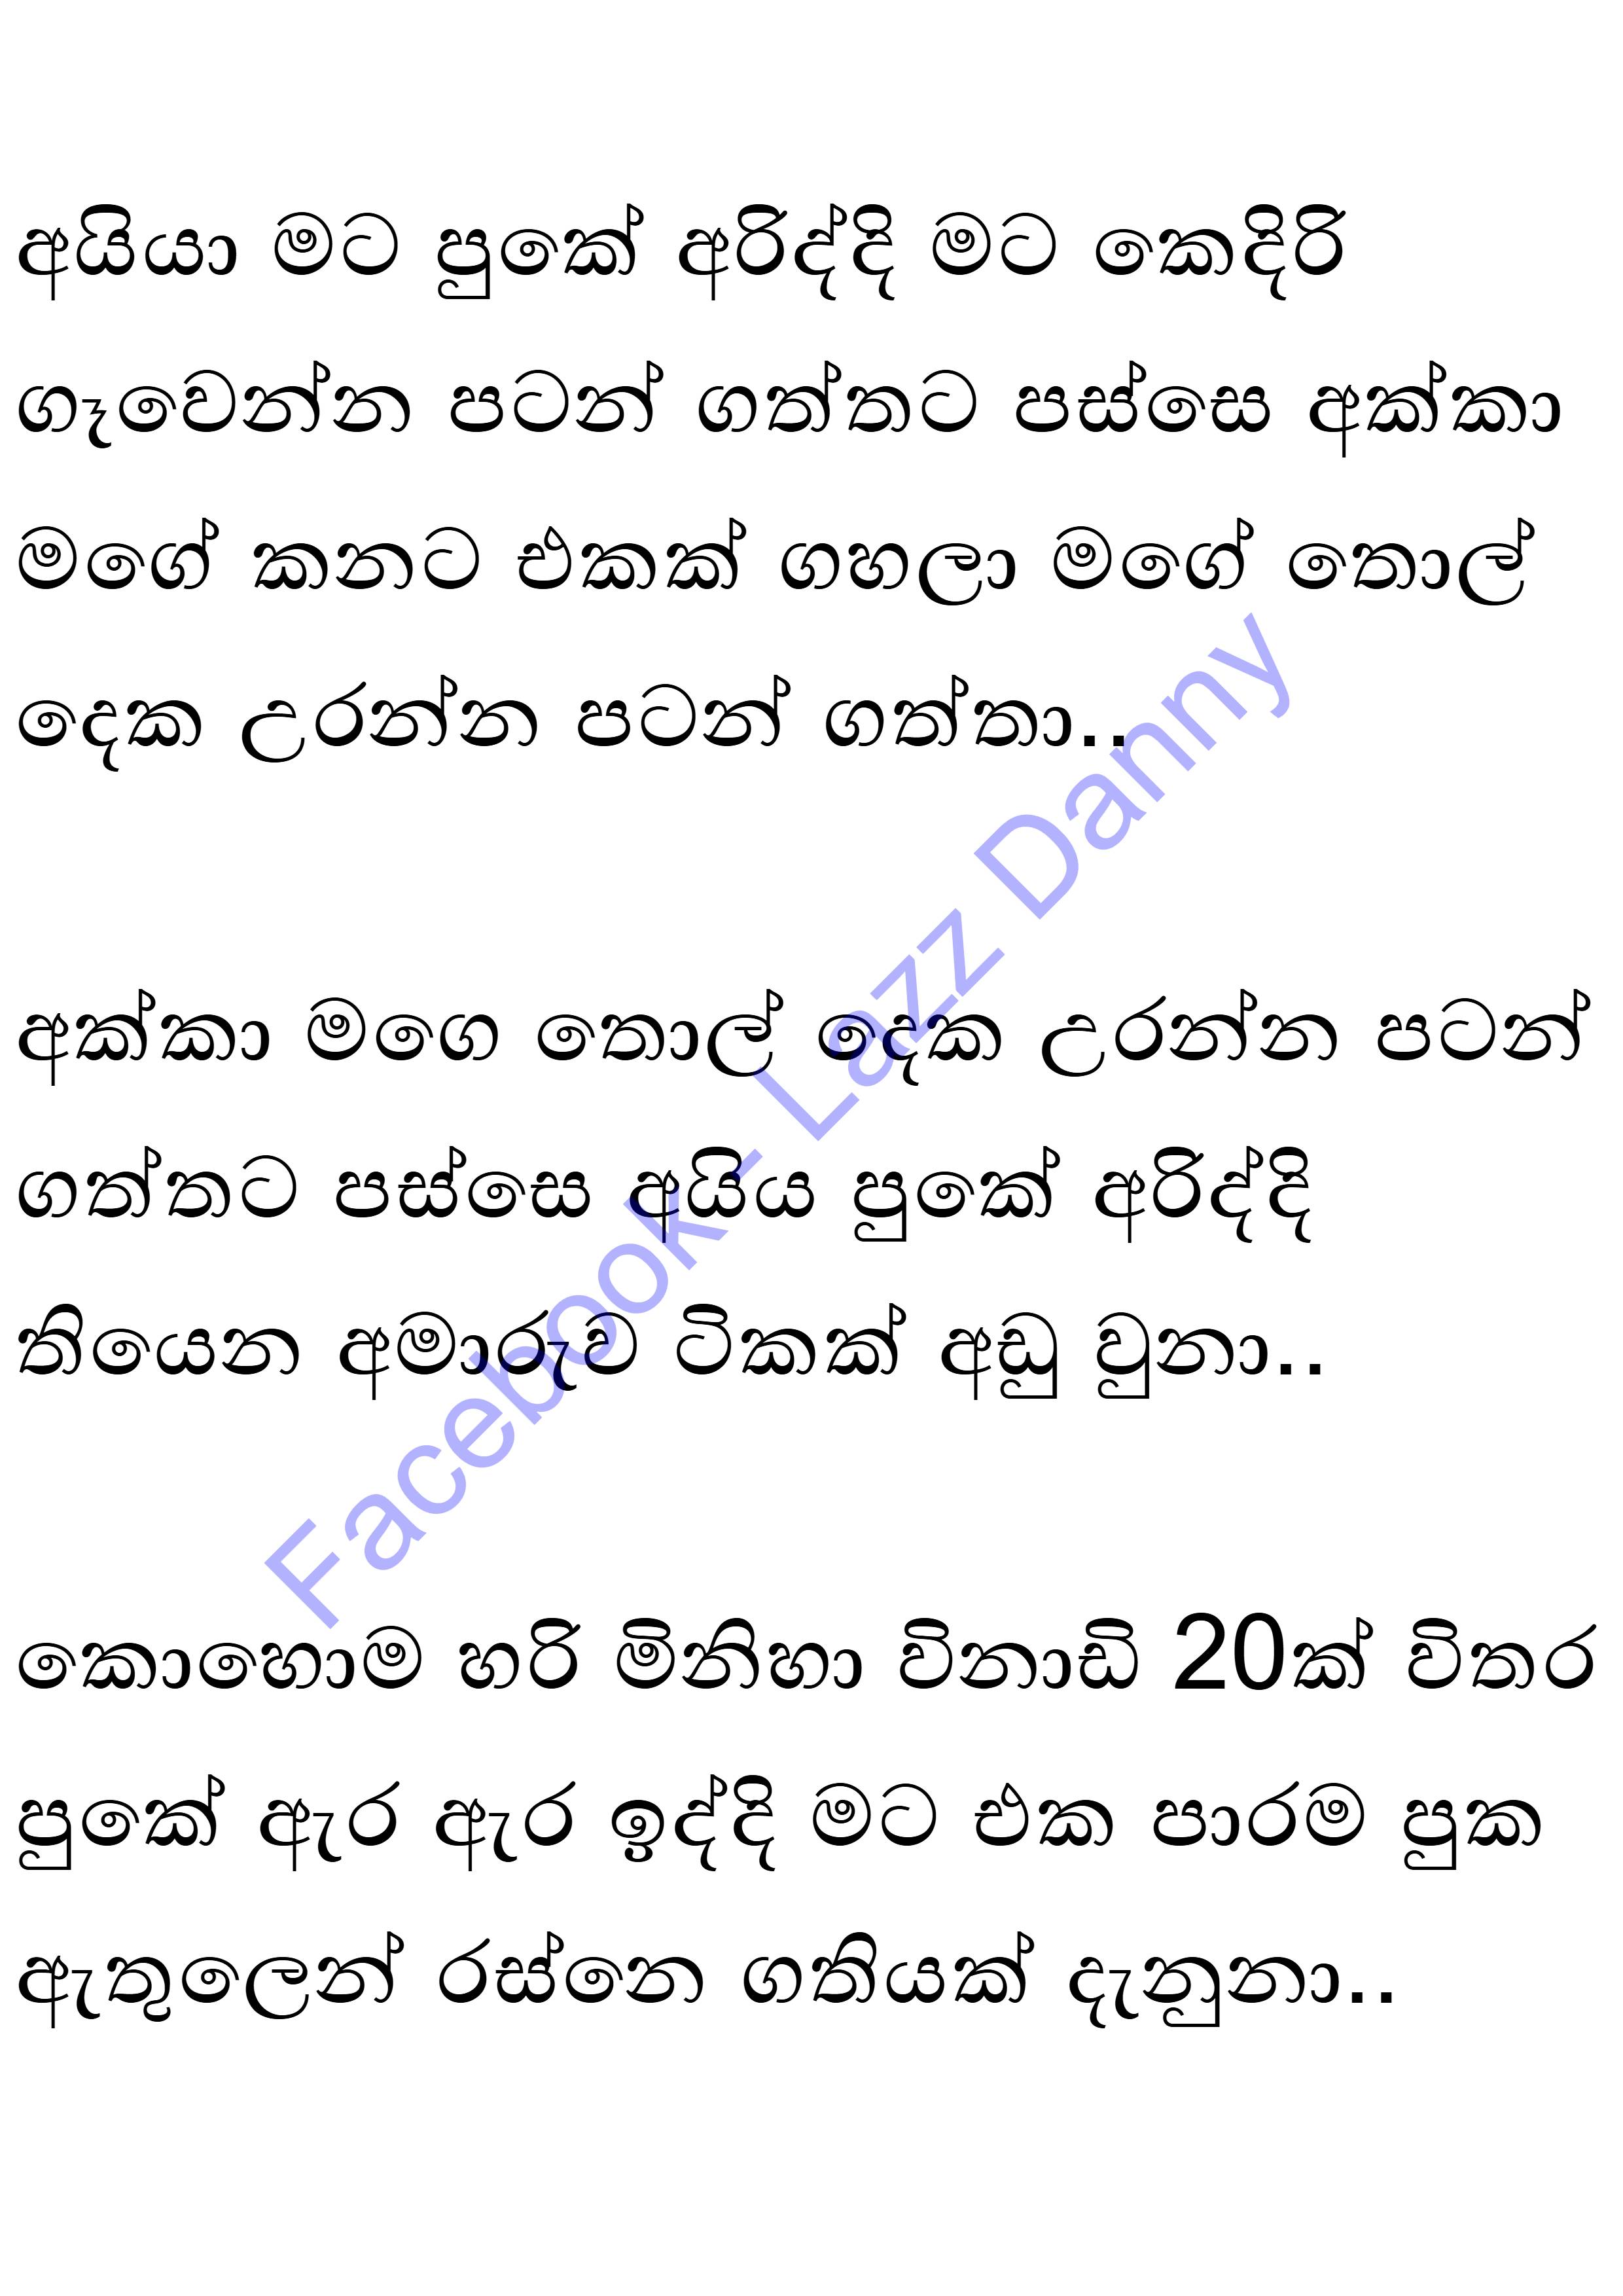 අයියා මට පුකේ අරිද්දි මට කෙදිරි
ගෑවෙන්න පටන් ගත්තට පස්සෙ අක්කා
මගේ කනට එකක් ගහලා මගේ තොල්
දෙක උරන්න පටන් ගත්තා..
අක්කා මගෙ තොල් දෙක උරන්න පටන්
ගත්තට පස්සෙ අයිය පුකේ අරිද්දි
තියෙන අමාරුව ටිකක් අඩු වුනා..
කොහොම හරි මිනිහා විනාඩි 20ක් විතර
පුකේ ඇර ඇර ඉද්දි මට එක පාරම පුක
ඇතුලෙන් රස්නෙ ගතියක් දැනුනා..
Facebook - Lazz Danny